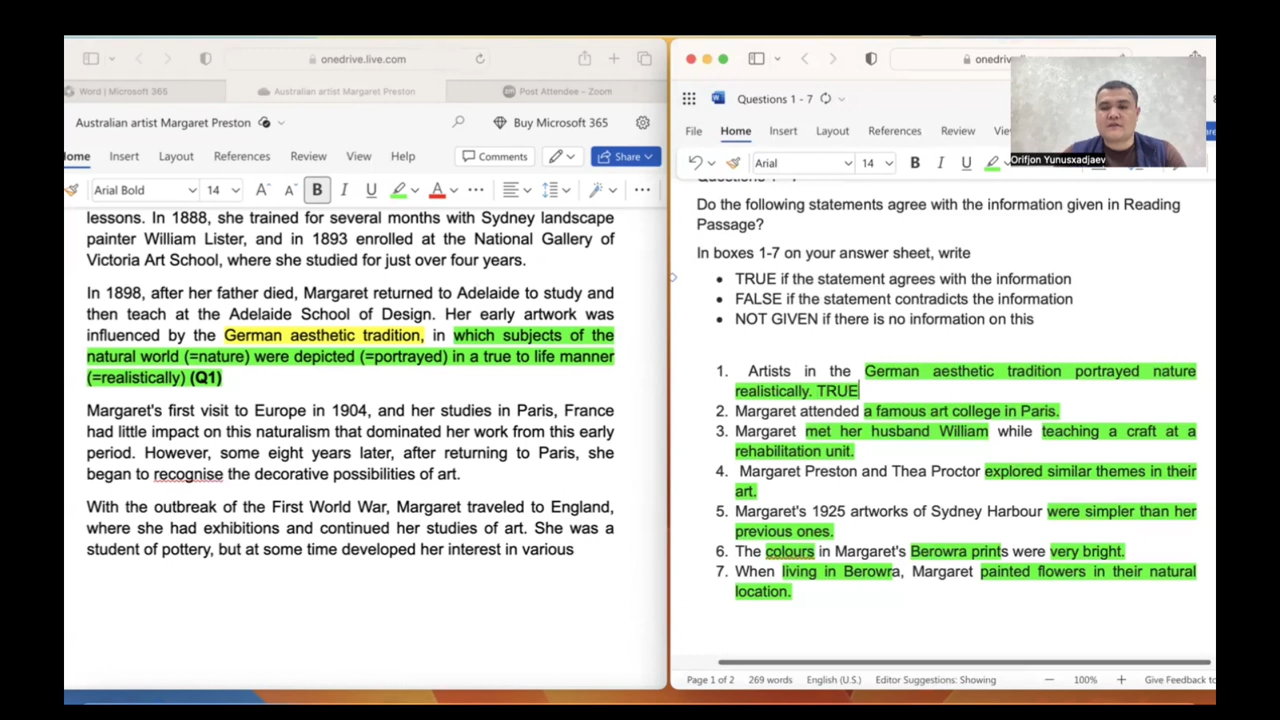 onedrive.live.com
Word | Microsoft 365
Australian artist Margaret Preston
Post Attendee – Zoom
Australian artist Margaret Preston
Buy Microsoft 365
Home Insert Layout References Review View Help
Comments
Share
Arial Bold
14
B I U
lessons. In 1888, she trained for several months with Sydney landscape
painter William Lister, and in 1893 enrolled at the National Gallery of
Victoria Art School, where she studied for just over four years.
In 1898, after her father died, Margaret returned to Adelaide to study and
then teach at the Adelaide School of Design. Her early artwork was
influenced by the German aesthetic tradition, in which subjects of the
natural world (=nature) were depicted (=portrayed) in a true to life manner
(=realistically) (Q1)
Margaret's first visit to Europe in 1904, and her studies in Paris, France
had little impact on this naturalism that dominated her work from this early
period. However, some eight years later, after returning to Paris, she
began to recognise the decorative possibilities of art.
With the outbreak of the First World War, Margaret traveled to England,
where she had exhibitions and continued her studies of art. She was a
student of pottery, but at some time developed her interest in various
onedriv
Questions 1 - 7
File Home Insert Layout References Review Vie
Arial
14
B I U
Orifjon Yunusxadjaev
Questions 1 - 7
Do the following statements agree with the information given in Reading
Passage?
In boxes 1-7 on your answer sheet, write
• TRUE if the statement agrees with the information
• FALSE if the statement contradicts the information
• NOT GIVEN if there is no information on this
1. Artists in the German aesthetic tradition portrayed nature
realistically. TRUE
2. Margaret attended a famous art college in Paris.
3. Margaret met her husband William while teaching a craft at a
rehabilitation unit.
4. Margaret Preston and Thea Proctor explored similar themes in their
art.
5. Margaret's 1925 artworks of Sydney Harbour were simpler than her
previous ones.
6. The colours in Margaret's Berowra prints were very bright.
7. When living in Berowra, Margaret painted flowers in their natural
location.
Page 1 of 2 269 words English (U.S.) Editor Suggestions: Showing — 100% + Give Feedback to